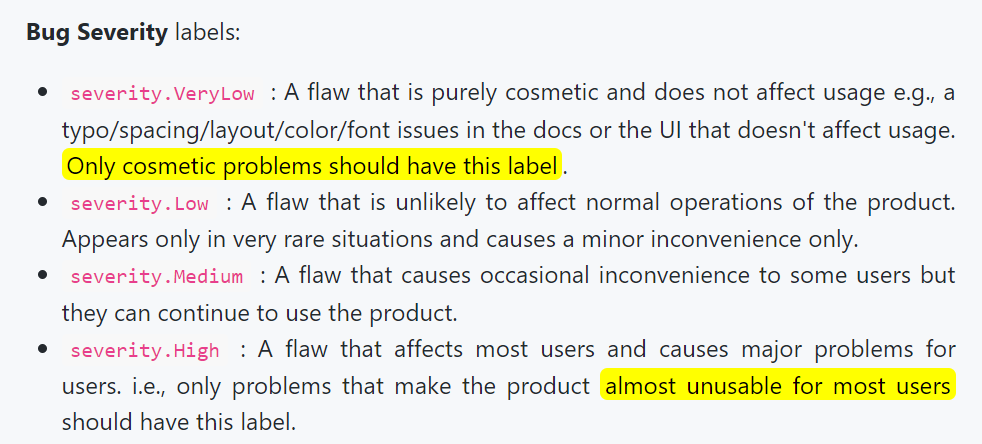 Bug Severity labels:
• severity.VeryLow : A flaw that is purely cosmetic and does not affect usage e.g., a
typo/spacing/layout/color/font issues in the docs or the UI that doesn't affect usage.
Only cosmetic problems should have this label.
• severity.Low : A flaw that is unlikely to affect normal operations of the product.
Appears only in very rare situations and causes a minor inconvenience only.
• severity.Medium : A flaw that causes occasional inconvenience to some users but
they can continue to use the product.
• severity.High : A flaw that affects most users and causes major problems for
users. i.e., only problems that make the product almost unusable for most users
should have this label.